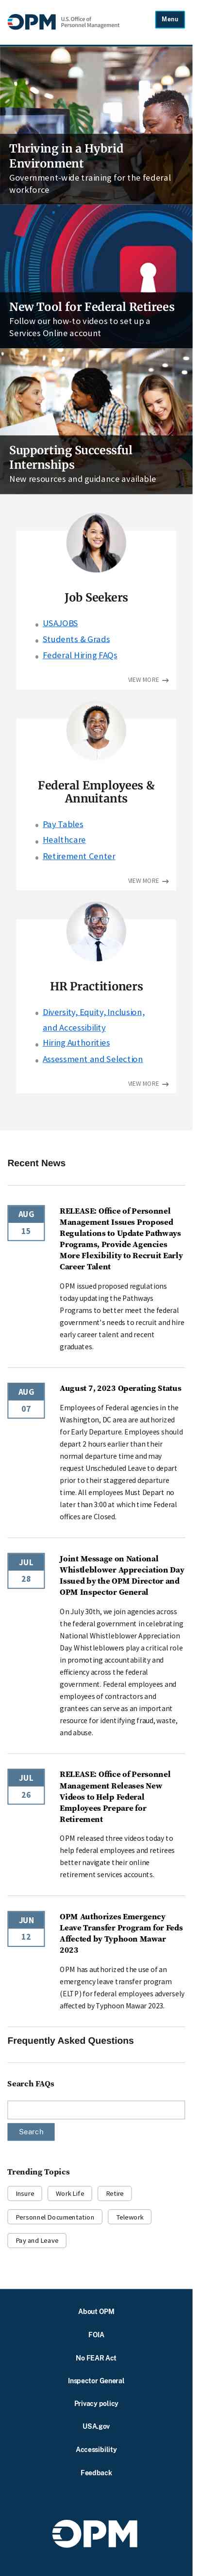 OPM U.S. Office of
Personnel Management
Menu
Thriving in a Hybrid
Environment
Government-wide training for the federal
workforce
New Tool for Federal Retirees
Follow our how-to videos to set up a
Services Online account
Supporting Successful
Internships
New resources and guidance available
Job Seekers
USAJOBS
Students & Grads
Federal Hiring FAQs
VIEW MORE →
Federal Employees &
Annuitants
Pay Tables
Healthcare
Retirement Center
VIEW MORE →
HR Practitioners
Diversity, Equity, Inclusion,
and Accessibility
Hiring Authorities
Assessment and Selection
VIEW MORE →
Recent News
AUG
15
RELEASE: Office of Personnel
Management Issues Proposed
Regulations to Update Pathways
Programs, Provide Agencies
More Flexibility to Recruit Early
Career Talent
OPM issued proposed regulations
today updating the Pathways
Programs to better meet the federal
government's needs to recruit and hire
early career talent and recent
graduates.
AUG
07
August 7, 2023 Operating Status
Employees of Federal agencies in the
Washington, DC area are authorized
for Early Departure. Employees should
depart 2 hours earlier than their
normal departure time and may
request Unscheduled Leave to depart
prior to their staggered departure
time. All employees Must Depart no
later than 3:00 at which time Federal
offices are Closed.
JUL
28
Joint Message on National
Whistleblower Appreciation Day
Issued by the OPM Director and
OPM Inspector General
On July 30th, we join agencies across
the federal government in celebrating
National Whistleblower Appreciation
Day. Whistleblowers play a critical role
in promoting accountability and
efficiency across the federal
government. Federal employees and
employees of contractors and
grantees can serve as an important
resource for identifying fraud, waste,
and abuse.
JUL
26
RELEASE: Office of Personnel
Management Releases New
Videos to Help Federal
Employees Prepare for
Retirement
OPM released three videos today to
help federal employees and retirees
better navigate their online
retirement services accounts.
JUN
12
OPM Authorizes Emergency
Leave Transfer Program for Feds
Affected by Typhoon Mawar
2023
OPM has authorized the use of an
emergency leave transfer program
(ELTP) for federal employees adversely
affected by Typhoon Mawar 2023.
Frequently Asked Questions
Search FAQs
Search
Trending Topics
Insure Work Life Retire
Personnel Documentation Telework
Pay and Leave
About OPM
FOIA
No FEAR Act
Inspector General
Privacy policy
USA.gov
Accessibility
Feedback
OPM